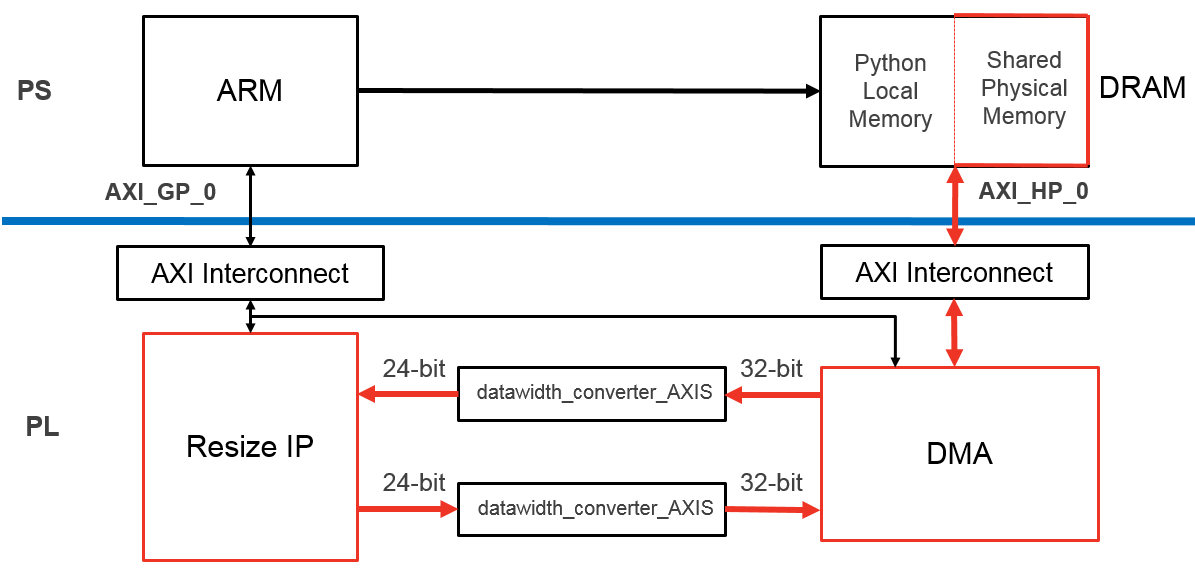 PS
ARM
Python
Local
Memory
Shared
Physical
Memory
DRAM
AXI_GP_0
AXI_HP_0
AXI Interconnect
AXI Interconnect
PL
Resize IP
24-bit
datawidth_converter_AXIS
32-bit
24-bit
datawidth_converter_AXIS
32-bit
DMA